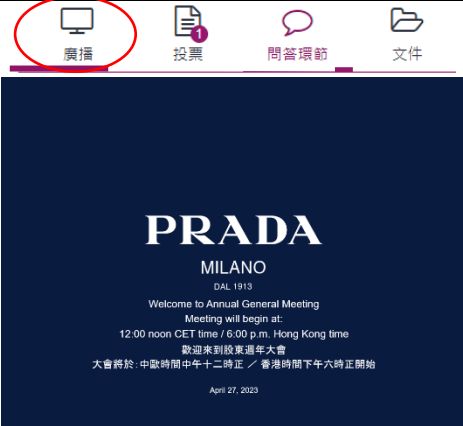 廣播 投票 1 問答環節 文件
PRADA
MILANO
DAL 1913
Welcome to Annual General Meeting
Meeting will begin at:
12:00 noon CET time / 6:00 p.m. Hong Kong time
歡迎來到股東週年大會
大會將於: 中歐時間中午十二時正 ／ 香港時間下午六時正開始
April 27, 2023